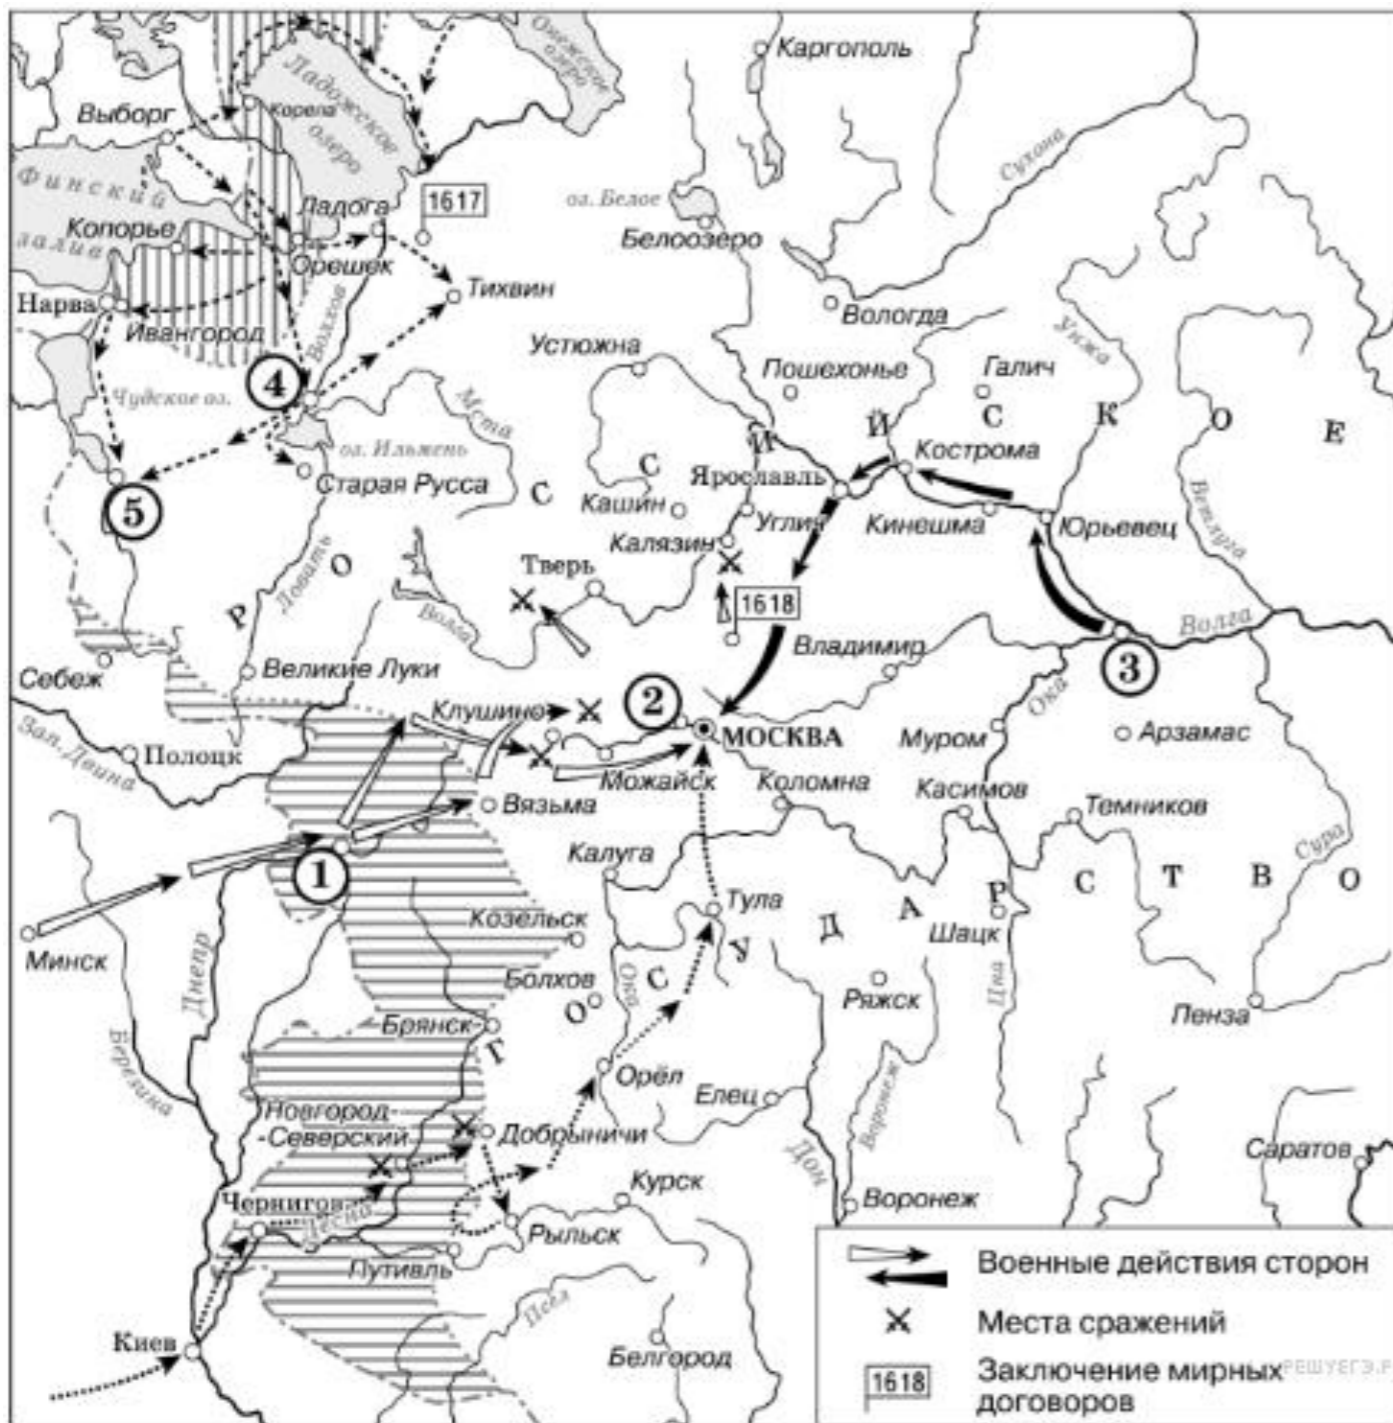 Онежское
озеро
Каргополь
Ладожское
озеро
Корела
Выборг
Сухона
Финский
залив
Ладога
1617
оз. Белое
Белоозеро
Копорье
Орешек
Тихвин
Нарва
Ивангород
Волхов
Вологда
Унжа
Устюжна
Пошехонье
Галич
4
Чудское оз.
Мста
оз. Ильмень
Старая Русса
РОССИЙСКОЕ
Кострома
Ярославль
Кашин
Углич
Кинешма
Юрьевец
Ветлуга
5
Калязин
Ловать
Тверь
1618
Волга
Волга
Владимир
3
Себеж
Великие Луки
Клушино
2
МОСКВА
Ока
Муром
Арзамас
Зап. Двина
Полоцк
Можайск
Коломна
Касимов
Темников
Вязьма
Сура
1
Калуга
ГОСУДАРСТВО
Тула
Козельск
Шацк
Минск
Днепр
Болхов
Ока
Ряжск
Цна
Пенза
Брянск
Березина
Орёл
Елец
Воронеж
Новгород-
-Северский
Добрыничи
Дон
Саратов
Чернигов
Десна
Курск
Воронеж
Рыльск
Путивль
Псёл
Киев
Белгород
Военные действия сторон
Места сражений
1618
Заключение мирных
договоров
РЕШУЕГЭ.Р